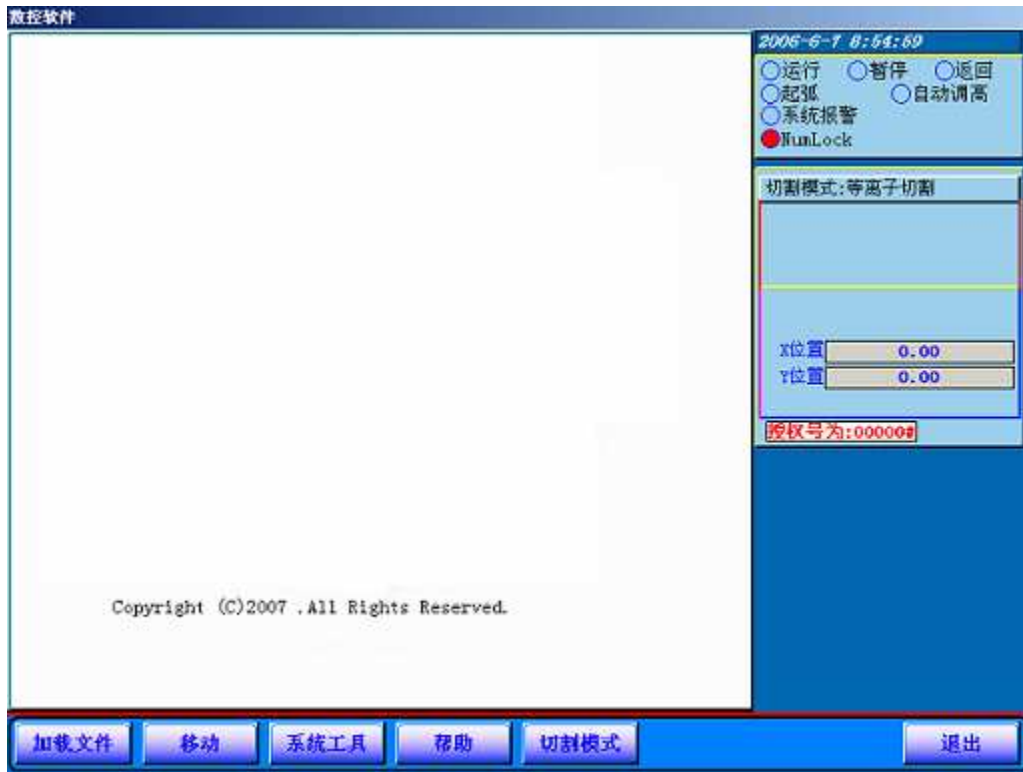 数控软件
2006-6-7 8:54:59
运行 暂停 返回
起弧 自动调高
系统报警
NumLock
切割模式:等离子切割
X位置 0.00
Y位置 0.00
授权号为:00000#
Copyright (C)2007 .All Rights Reserved.
加载文件 移动 系统工具 帮助 切割模式 退出